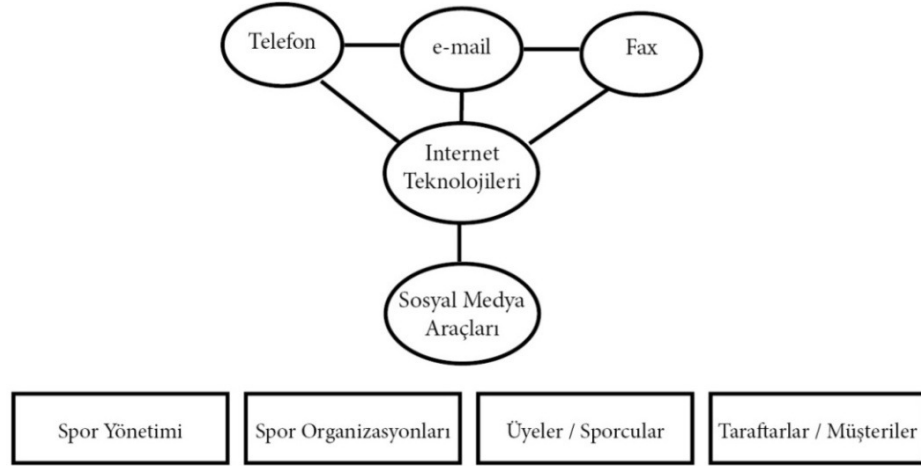 Telefon
e-mail
Fax
Internet
Teknolojileri
Sosyal Medya
Araçları
Spor Yönetimi
Spor Organizasyonları
Üyeler / Sporcular
Taraftarlar / Müşteriler